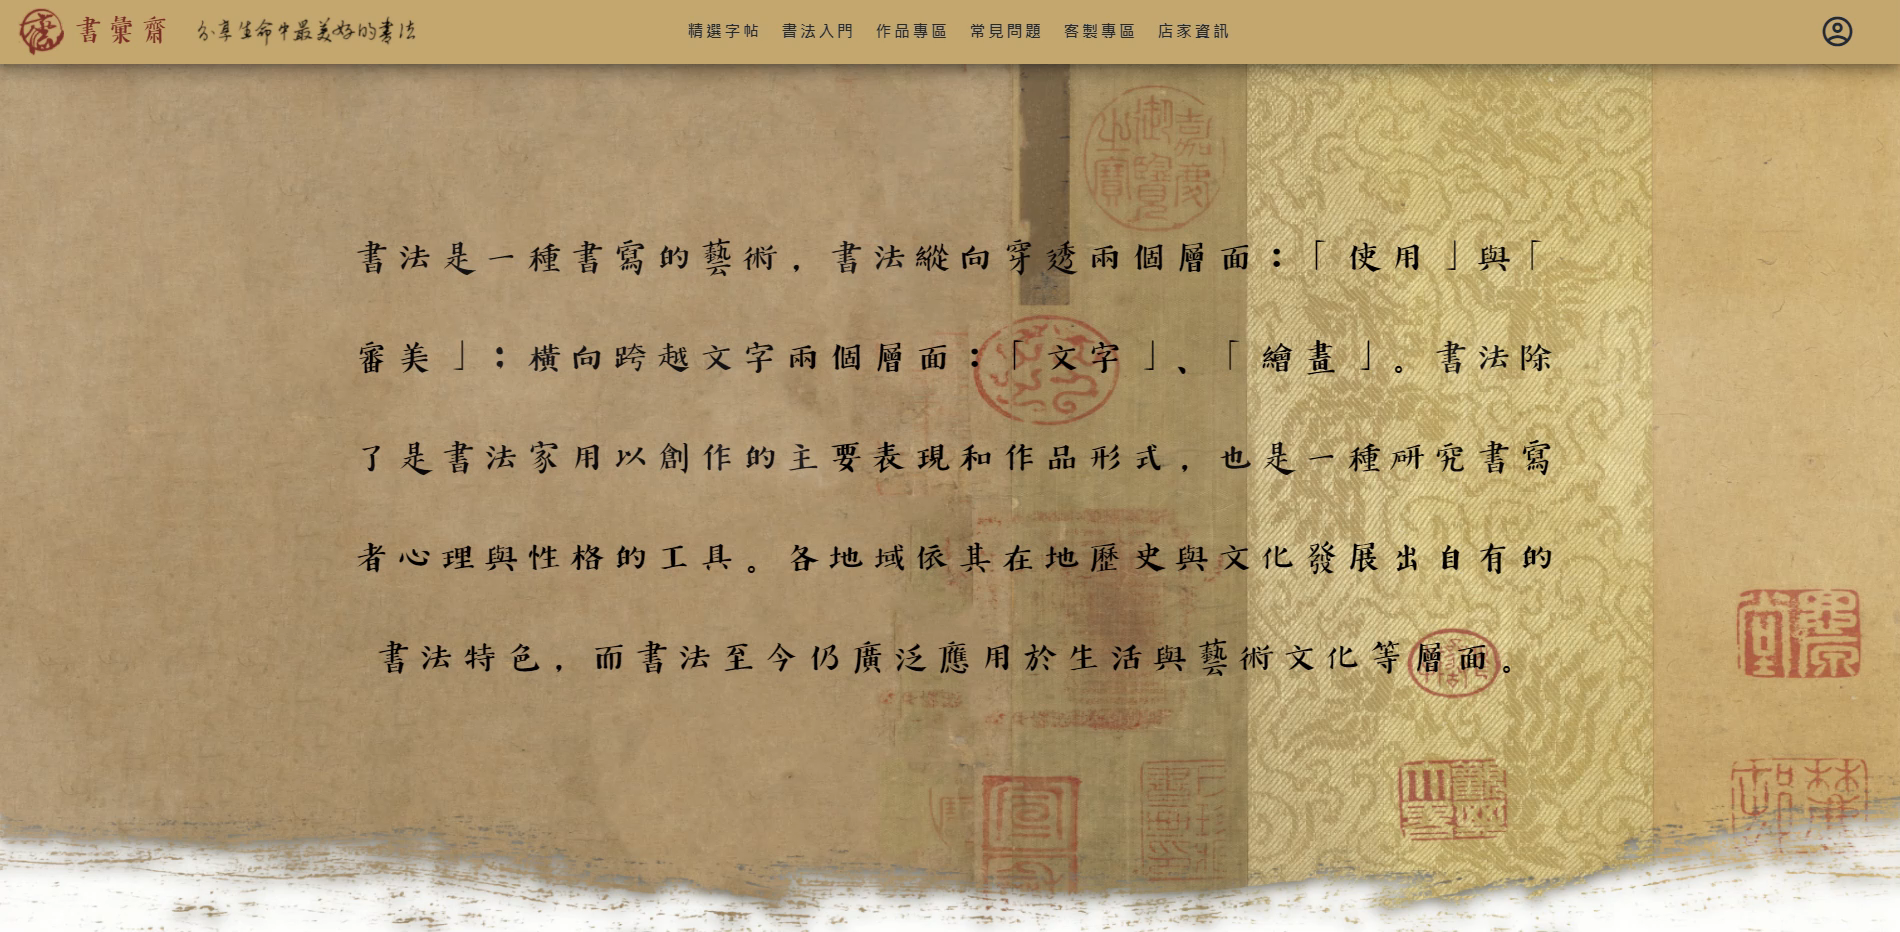 書彙齋
分享生命中最美好的書法
精選字帖 書法入門 作品專區 常見問題 客製專區 店家資訊
嘉慶御覽之寶
書法是一種書寫的藝術,書法縱向穿透兩個層面:「使用」與「
審美」;橫向跨越文字兩個層面:「文字」、「繪畫」。書法除
了是書法家用以創作的主要表現和作品形式,也是一種研究書寫
者心理與性格的工具。各地域依其在地歷史與文化發展出自有的
書法特色,而書法至今仍廣泛應用於生活與藝術文化等層面。